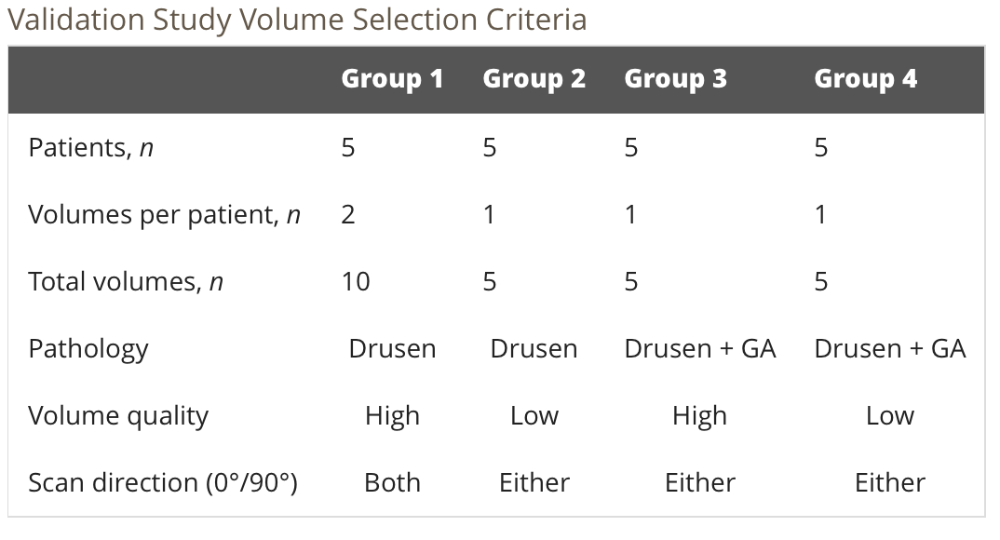 Validation Study Volume Selection Criteria
Group 1 Group 2 Group 3 Group 4
Patients, n 5 5 5 5
Volumes per patient, n 2 1 1 1
Total volumes, n 10 5 5 5
Pathology Drusen Drusen Drusen + GA Drusen + GA
Volume quality High Low High Low
Scan direction (0°/90°) Both Either Either Either